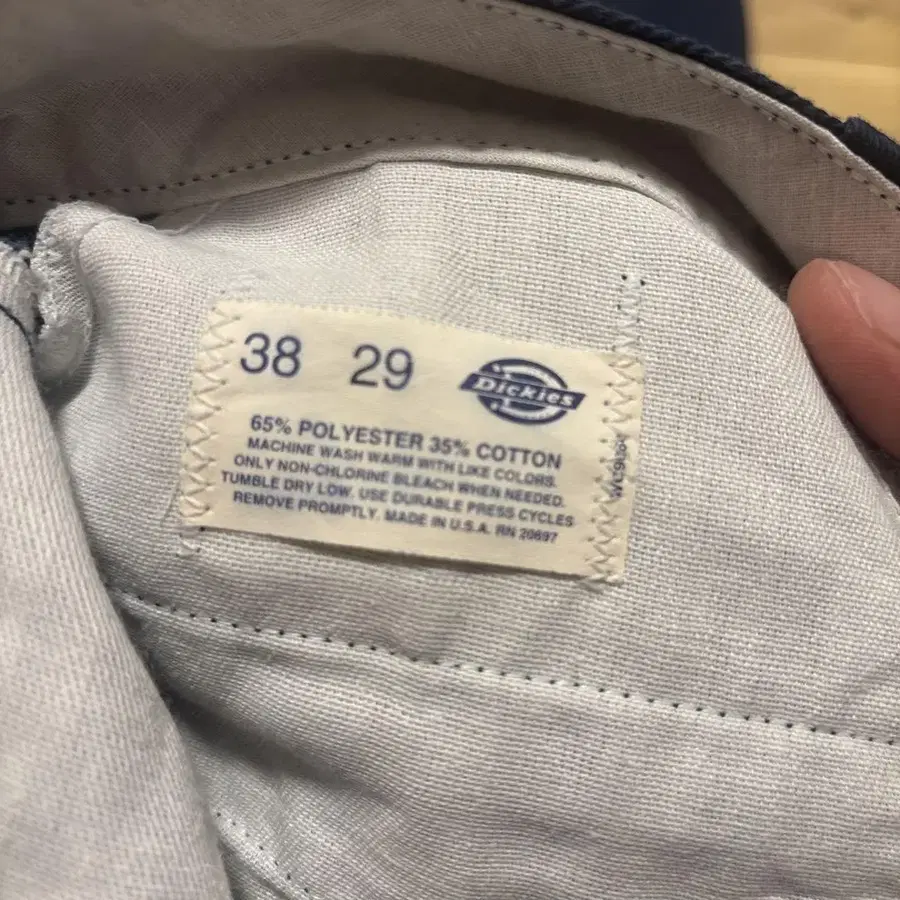 38 29 Dickies
65% POLYESTER 35% COTTON
MACHINE WASH WARM WITH LIKE COLORS.
ONLY NON-CHLORINE BLEACH WHEN NEEDED.
TUMBLE DRY LOW. USE DURABLE PRESS CYCLES
REMOVE PROMPTLY. MADE IN U.S.A. RN 20697